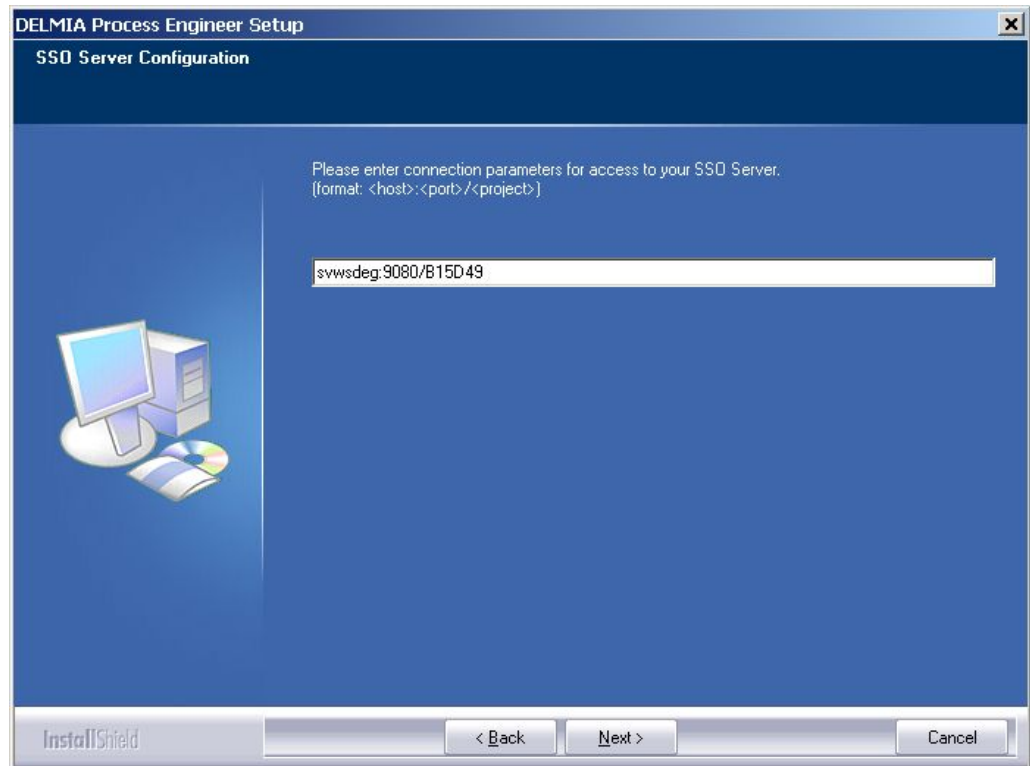 DELMIA Process Engineer Setup
SSO Server Configuration
Please enter connection parameters for access to your SSO Server.
(format: <host>:<port>/<project>)
svwsdeg:9080/B15D49
InstallShield
< Back
Next >
Cancel